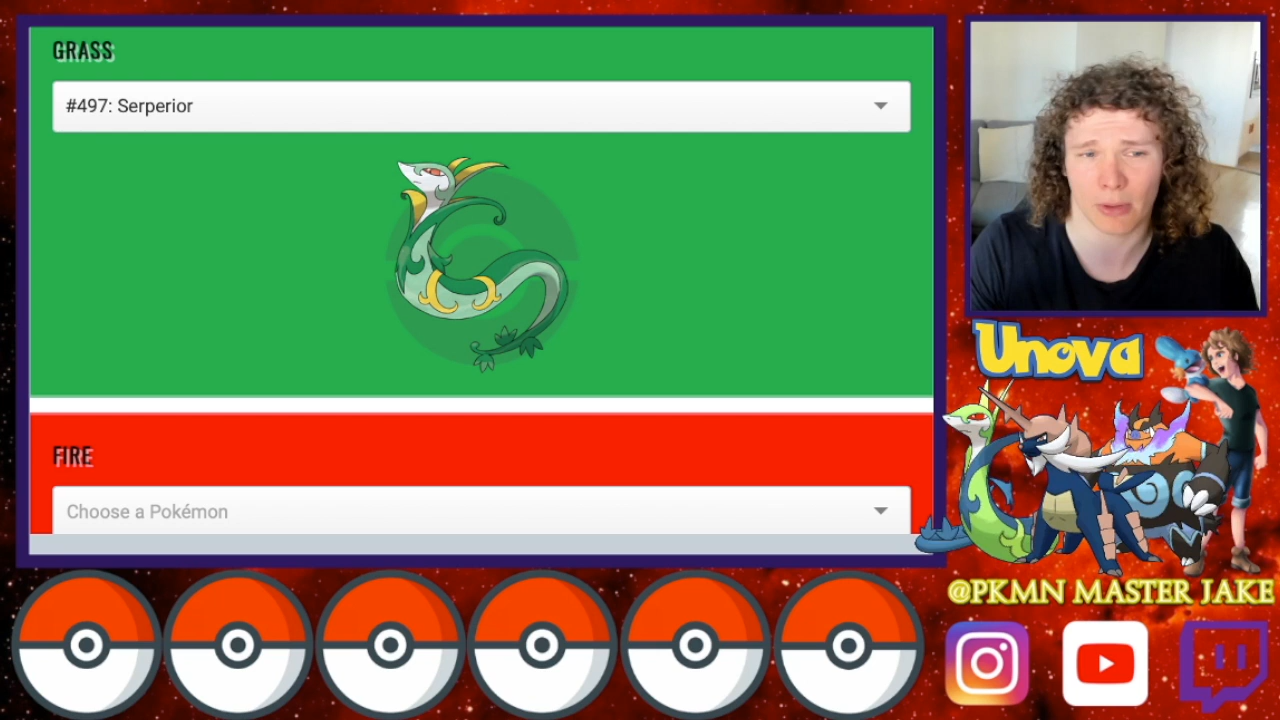 GRASS
#497: Serperior
FIRE
Choose a Pokémon
Unova
@PKMN MASTER JAKE